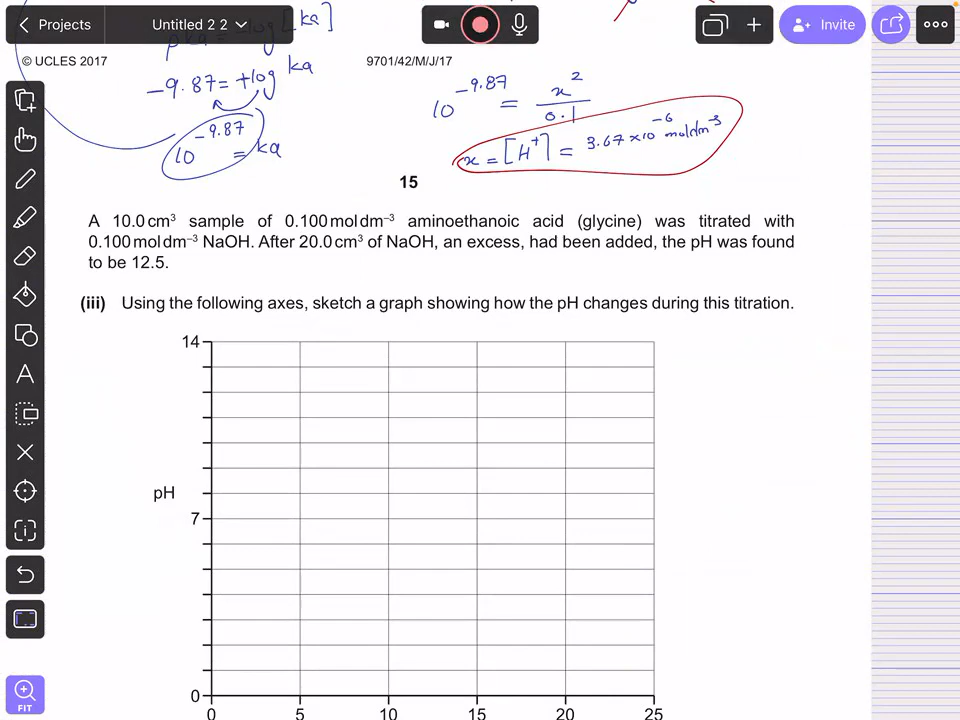 Projects
Untitled 2 2
Invite
ka]
© UCLES 2017
9701/42/M/J/17
-9.87 = +log ka
10^-9.87 = ka
10^-9.87 = x²/0.1
x = [H⁺] = 3.67 × 10⁻⁶ moldm⁻³
15
A 10.0 cm³ sample of 0.100 mol dm⁻³ aminoethanoic acid (glycine) was titrated with
0.100 mol dm⁻³ NaOH. After 20.0 cm³ of NaOH, an excess, had been added, the pH was found
to be 12.5.
(iii) Using the following axes, sketch a graph showing how the pH changes during this titration.
14
pH
7
0
0 5 10 15 20 25
A
FIT